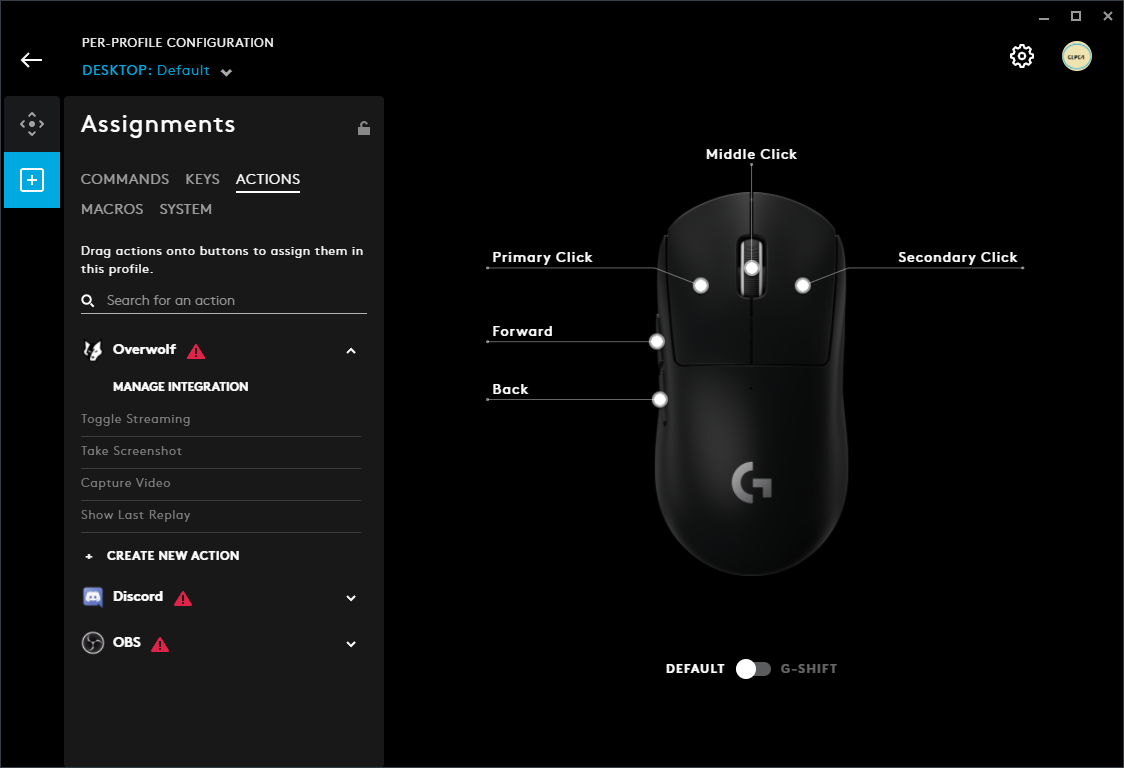 PER-PROFILE CONFIGURATION
DESKTOP: Default
Assignments
COMMANDS KEYS ACTIONS
MACROS SYSTEM
Drag actions onto buttons to assign them in
this profile.
Search for an action
Overwolf
MANAGE INTEGRATION
Toggle Streaming
Take Screenshot
Capture Video
Show Last Replay
+ CREATE NEW ACTION
Discord
OBS
Middle Click
Primary Click
Secondary Click
Forward
Back
DEFAULT
G-SHIFT